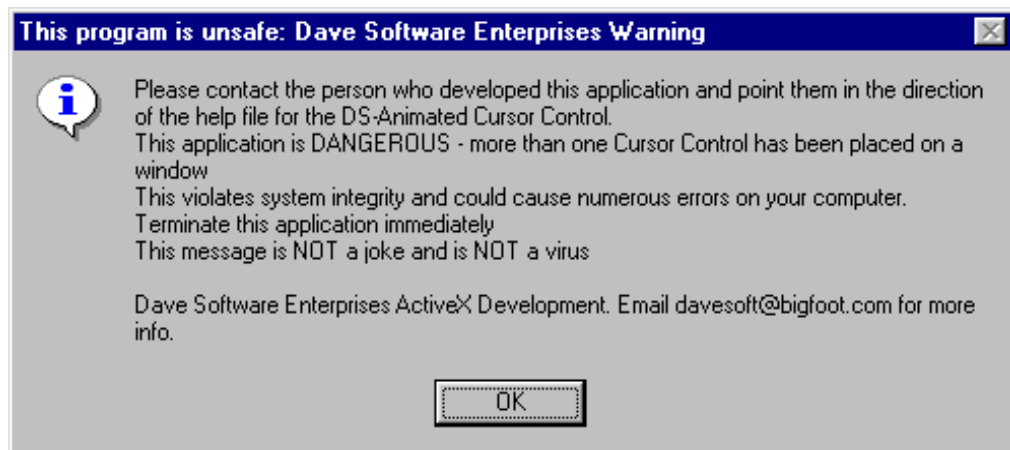 This program is unsafe: Dave Software Enterprises Warning
Please contact the person who developed this application and point them in the direction
of the help file for the DS-Animated Cursor Control.
This application is DANGEROUS - more than one Cursor Control has been placed on a
window
This violates system integrity and could cause numerous errors on your computer.
Terminate this application immediately
This message is NOT a joke and is NOT a virus
Dave Software Enterprises ActiveX Development. Email davesoft@bigfoot.com for more
info.
OK